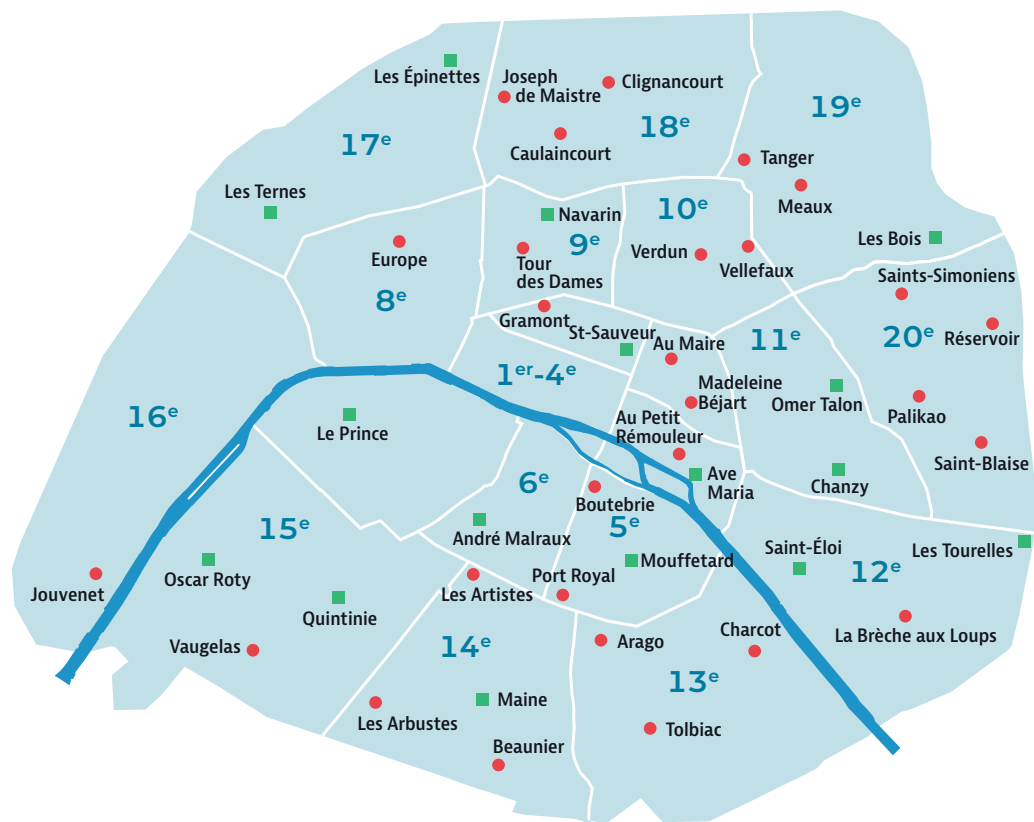 Les Épinettes
Joseph
de Maistre
Clignancourt
19e
17e
18e
Caulaincourt
Tanger
Les Ternes
Meaux
Navarin
10e
9e
Les Bois
Europe
Verdun
Vellefaux
Tour
des Dames
Saints-Simoniens
8e
Gramont
St-Sauveur
Au Maire
11e
20e
Réservoir
1er-4e
Madeleine
Béjart
Omer Talon
16e
Palikao
Le Prince
Au Petit
Rémouleur
Saint-Blaise
6e
Ave
Maria
Chanzy
Boutebrie
15e
5e
André Malraux
Saint-Éloi
Les Tourelles
Mouffetard
12e
Oscar Roty
Port Royal
Jouvenet
Les Artistes
Quintinie
La Brèche aux Loups
Charcot
Vaugelas
14e
Arago
13e
Maine
Les Arbustes
Tolbiac
Beaunier